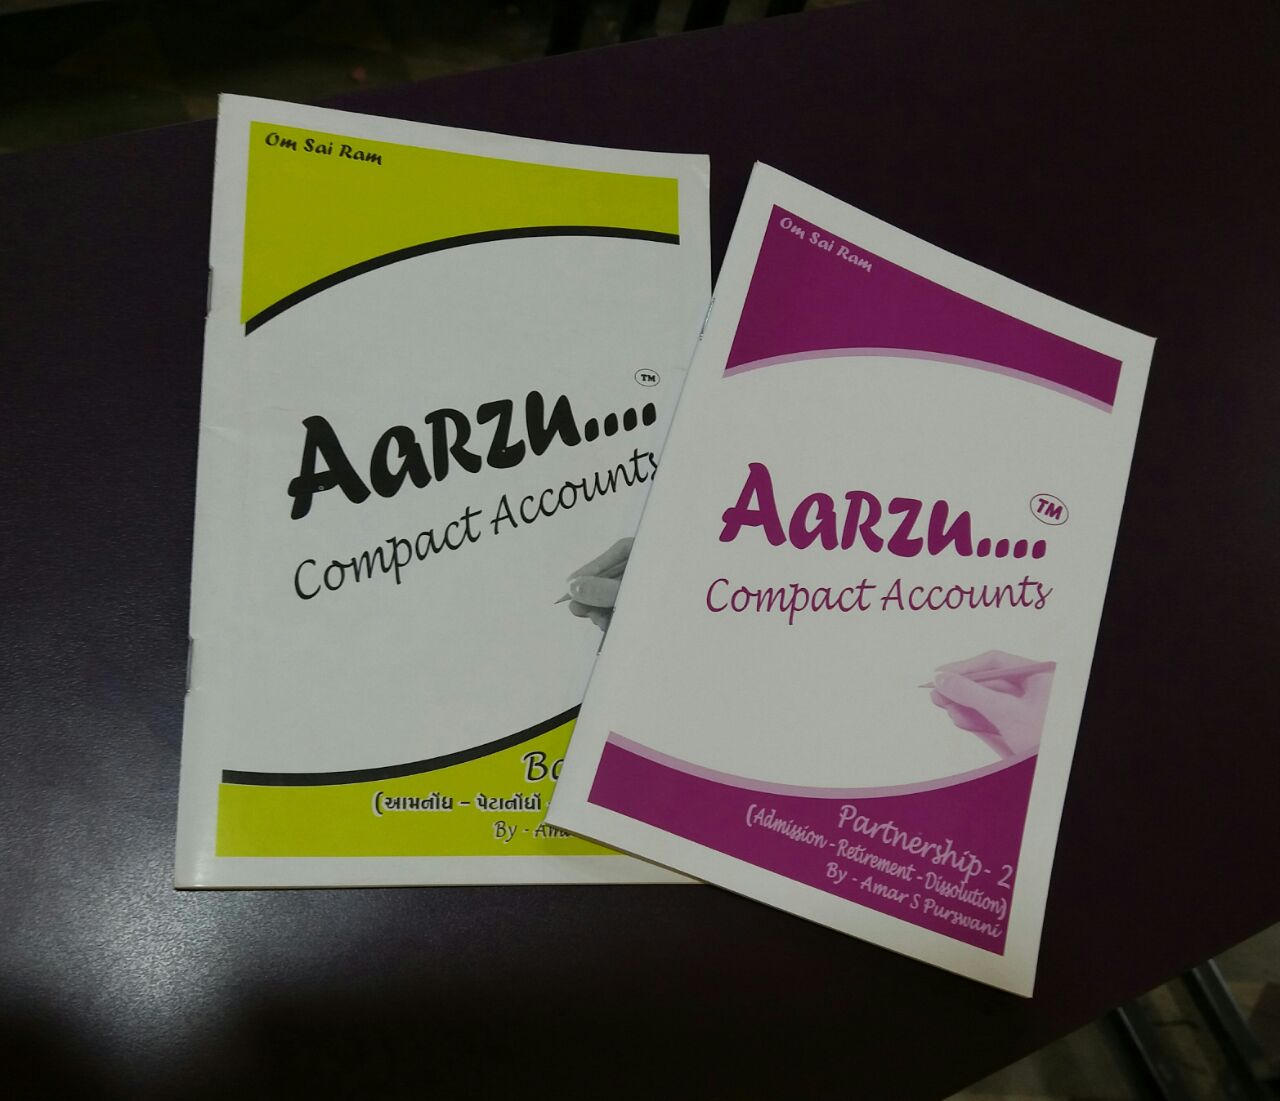 Om Sai Ram
AaRZU.... TM
Compact Accounts
(આમનોંધ – પેટાનોંધોં
By -
Om Sai Ram
AaRZU.... TM
Compact Accounts
Partnership - 2
(Admission - Retirement - Dissolution)
By - Amar S Purswani